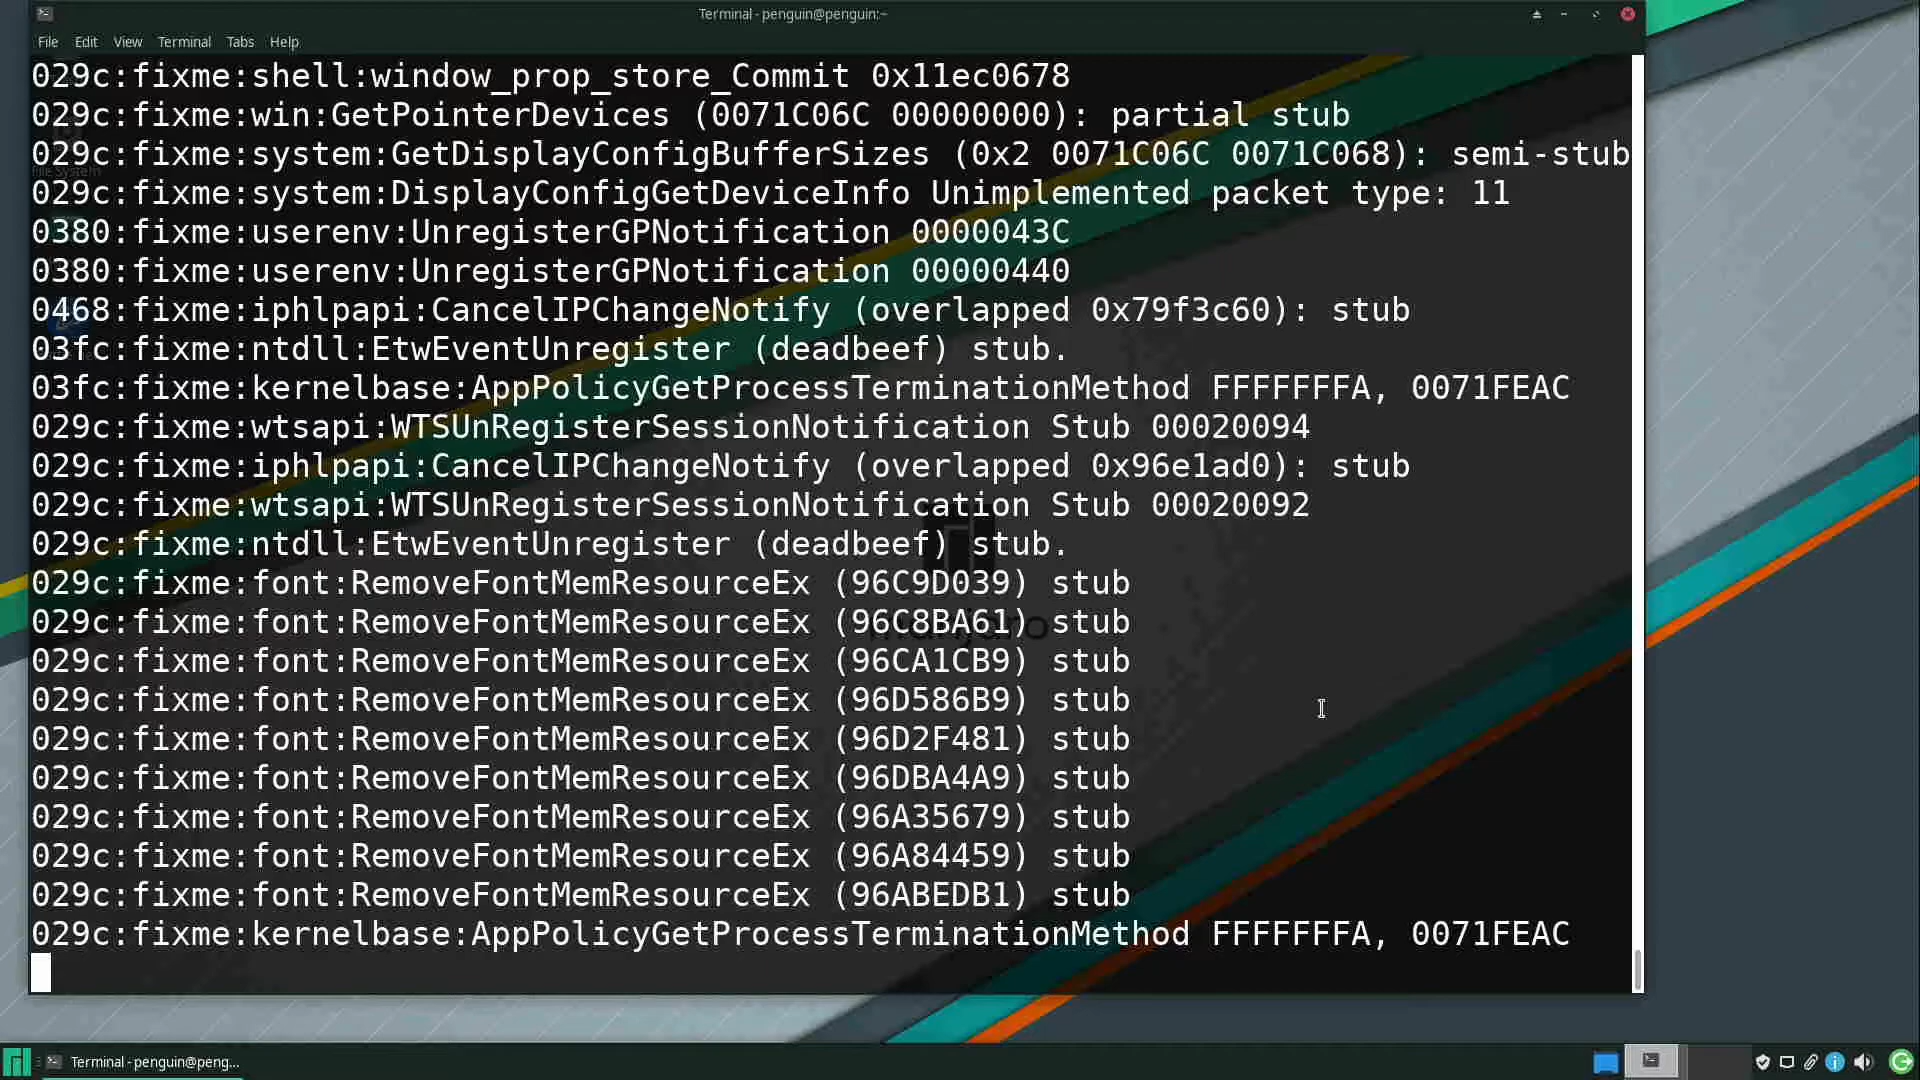 Terminal - penguin@penguin:~
File Edit View Terminal Tabs Help
029c:fixme:shell:window_prop_store_Commit 0x11ec0678
029c:fixme:win:GetPointerDevices (0071C06C 00000000): partial stub
029c:fixme:system:GetDisplayConfigBufferSizes (0x2 0071C06C 0071C068): semi-stub
029c:fixme:system:DisplayConfigGetDeviceInfo Unimplemented packet type: 11
0380:fixme:userenv:UnregisterGPNotification 0000043C
0380:fixme:userenv:UnregisterGPNotification 00000440
0468:fixme:iphlpapi:CancelIPChangeNotify (overlapped 0x79f3c60): stub
03fc:fixme:ntdll:EtwEventUnregister (deadbeef) stub.
03fc:fixme:kernelbase:AppPolicyGetProcessTerminationMethod FFFFFFFA, 0071FEAC
029c:fixme:wtsapi:WTSUnRegisterSessionNotification Stub 00020094
029c:fixme:iphlpapi:CancelIPChangeNotify (overlapped 0x96e1ad0): stub
029c:fixme:wtsapi:WTSUnRegisterSessionNotification Stub 00020092
029c:fixme:ntdll:EtwEventUnregister (deadbeef) stub.
029c:fixme:font:RemoveFontMemResourceEx (96C9D039) stub
029c:fixme:font:RemoveFontMemResourceEx (96C8BA61) stub
029c:fixme:font:RemoveFontMemResourceEx (96CA1CB9) stub
029c:fixme:font:RemoveFontMemResourceEx (96D586B9) stub
029c:fixme:font:RemoveFontMemResourceEx (96D2F481) stub
029c:fixme:font:RemoveFontMemResourceEx (96DBA4A9) stub
029c:fixme:font:RemoveFontMemResourceEx (96A35679) stub
029c:fixme:font:RemoveFontMemResourceEx (96A84459) stub
029c:fixme:font:RemoveFontMemResourceEx (96ABEDB1) stub
029c:fixme:kernelbase:AppPolicyGetProcessTerminationMethod FFFFFFFA, 0071FEAC
Terminal - penguin@peng...